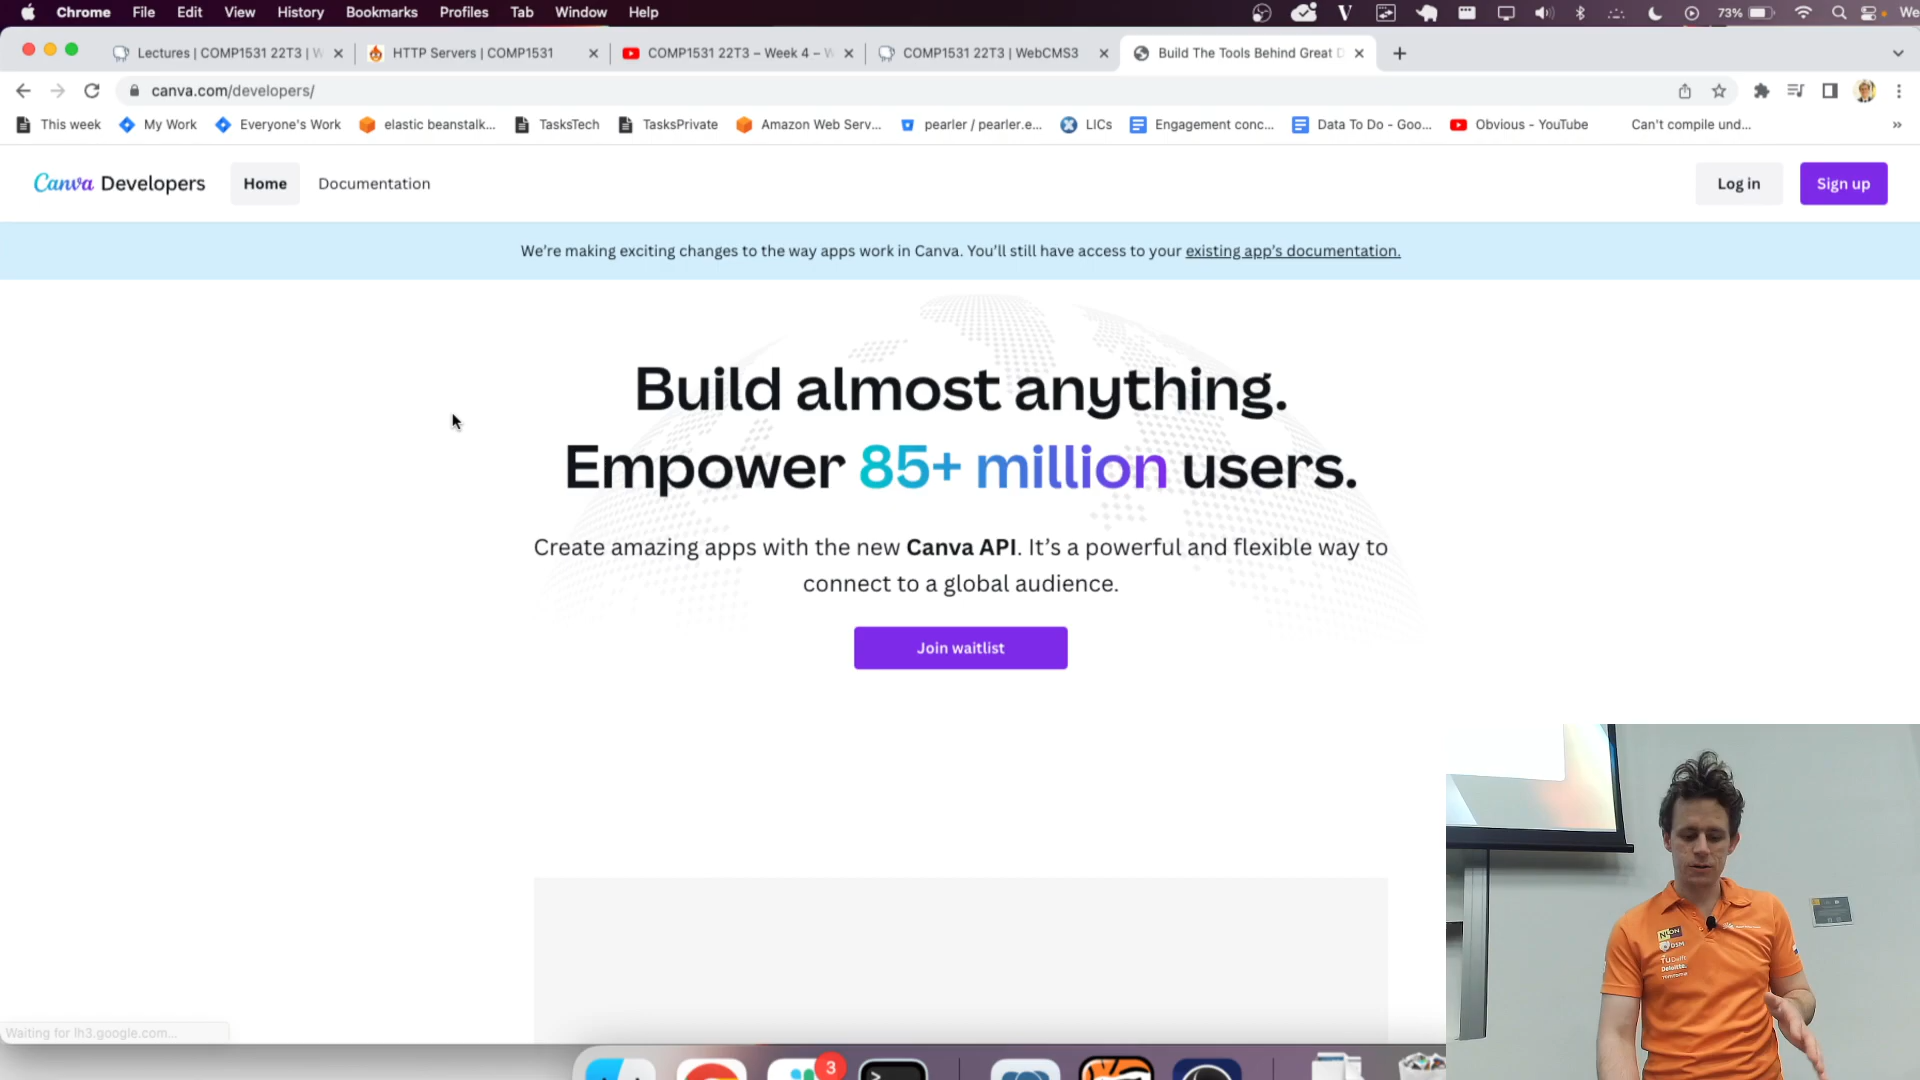 Chrome File Edit View History Bookmarks Profiles Tab Window Help
73%
We
Lectures | COMP1531 22T3 | W
HTTP Servers | COMP1531
COMP1531 22T3 – Week 4 – W
COMP1531 22T3 | WebCMS3
Build The Tools Behind Great D
canva.com/developers/
This week
My Work
Everyone's Work
elastic beanstalk...
TasksTech
TasksPrivate
Amazon Web Serv...
pearler / pearler.e...
LICs
Engagement conc...
Data To Do - Goo...
Obvious - YouTube
Can't compile und...
Canva Developers
Home
Documentation
Log in
Sign up
We're making exciting changes to the way apps work in Canva. You'll still have access to your existing app's documentation.
Build almost anything.
Empower 85+ million users.
Create amazing apps with the new Canva API. It's a powerful and flexible way to
connect to a global audience.
Join waitlist
Waiting for lh3.google.com...
3
DSM
TUDelft
Deloitte.